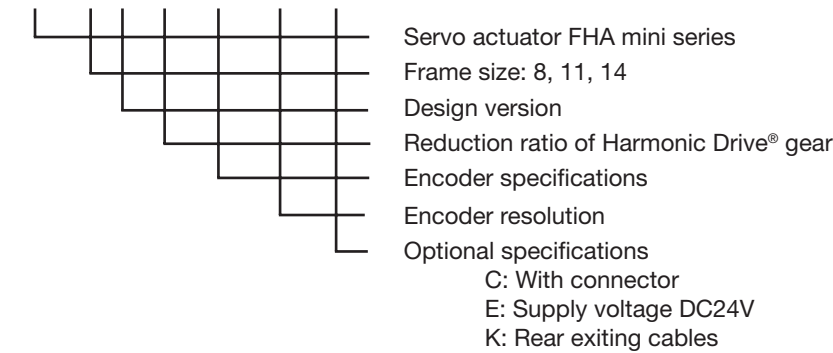 Servo actuator FHA mini series
Frame size: 8, 11, 14
Design version
Reduction ratio of Harmonic Drive® gear
Encoder specifications
Encoder resolution
Optional specifications
C: With connector
E: Supply voltage DC24V
K: Rear exiting cables